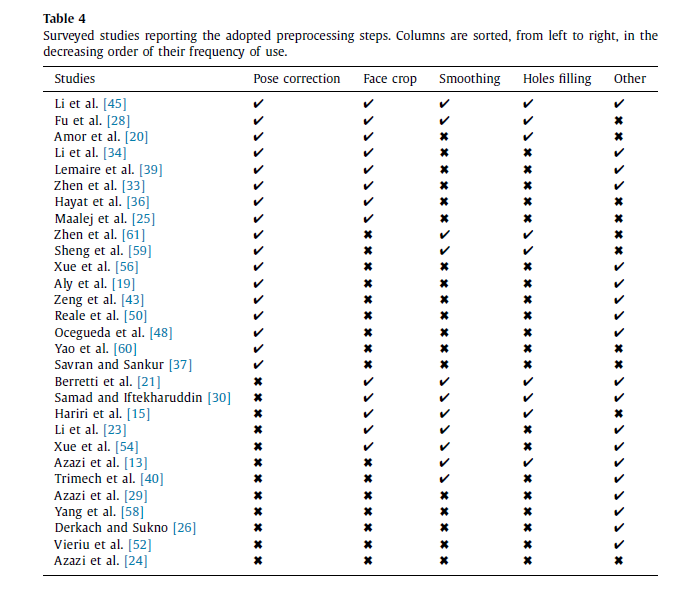 Table 4
Surveyed studies reporting the adopted preprocessing steps. Columns are sorted, from left to right, in the
decreasing order of their frequency of use.
Studies Pose correction Face crop Smoothing Holes filling Other
Li et al. [45] ✔ ✔ ✔ ✔ ✔
Fu et al. [28] ✔ ✔ ✔ ✔ ✖
Amor et al. [20] ✔ ✔ ✖ ✔ ✖
Li et al. [34] ✔ ✔ ✖ ✖ ✔
Lemaire et al. [39] ✔ ✔ ✖ ✖ ✔
Zhen et al. [33] ✔ ✔ ✖ ✖ ✔
Hayat et al. [36] ✔ ✔ ✖ ✖ ✖
Maalej et al. [25] ✔ ✔ ✖ ✖ ✖
Zhen et al. [61] ✔ ✖ ✔ ✔ ✖
Sheng et al. [59] ✔ ✖ ✔ ✔ ✖
Xue et al. [56] ✔ ✖ ✖ ✖ ✔
Aly et al. [19] ✔ ✖ ✖ ✖ ✔
Zeng et al. [43] ✔ ✖ ✖ ✖ ✔
Reale et al. [50] ✔ ✖ ✖ ✖ ✔
Ocegueda et al. [48] ✔ ✖ ✖ ✖ ✔
Yao et al. [60] ✔ ✖ ✖ ✖ ✖
Savran and Sankur [37] ✔ ✖ ✖ ✖ ✖
Berretti et al. [21] ✖ ✔ ✔ ✔ ✔
Samad and Iftekharuddin [30] ✖ ✔ ✔ ✔ ✔
Hariri et al. [15] ✖ ✔ ✔ ✔ ✖
Li et al. [23] ✖ ✔ ✔ ✖ ✔
Xue et al. [54] ✖ ✔ ✔ ✖ ✔
Azazi et al. [13] ✖ ✖ ✔ ✔ ✔
Trimech et al. [40] ✖ ✖ ✔ ✖ ✔
Azazi et al. [29] ✖ ✖ ✖ ✖ ✔
Yang et al. [58] ✖ ✖ ✖ ✖ ✔
Derkach and Sukno [26] ✖ ✖ ✖ ✖ ✔
Vieriu et al. [52] ✖ ✖ ✖ ✖ ✔
Azazi et al. [24] ✖ ✖ ✖ ✖ ✖